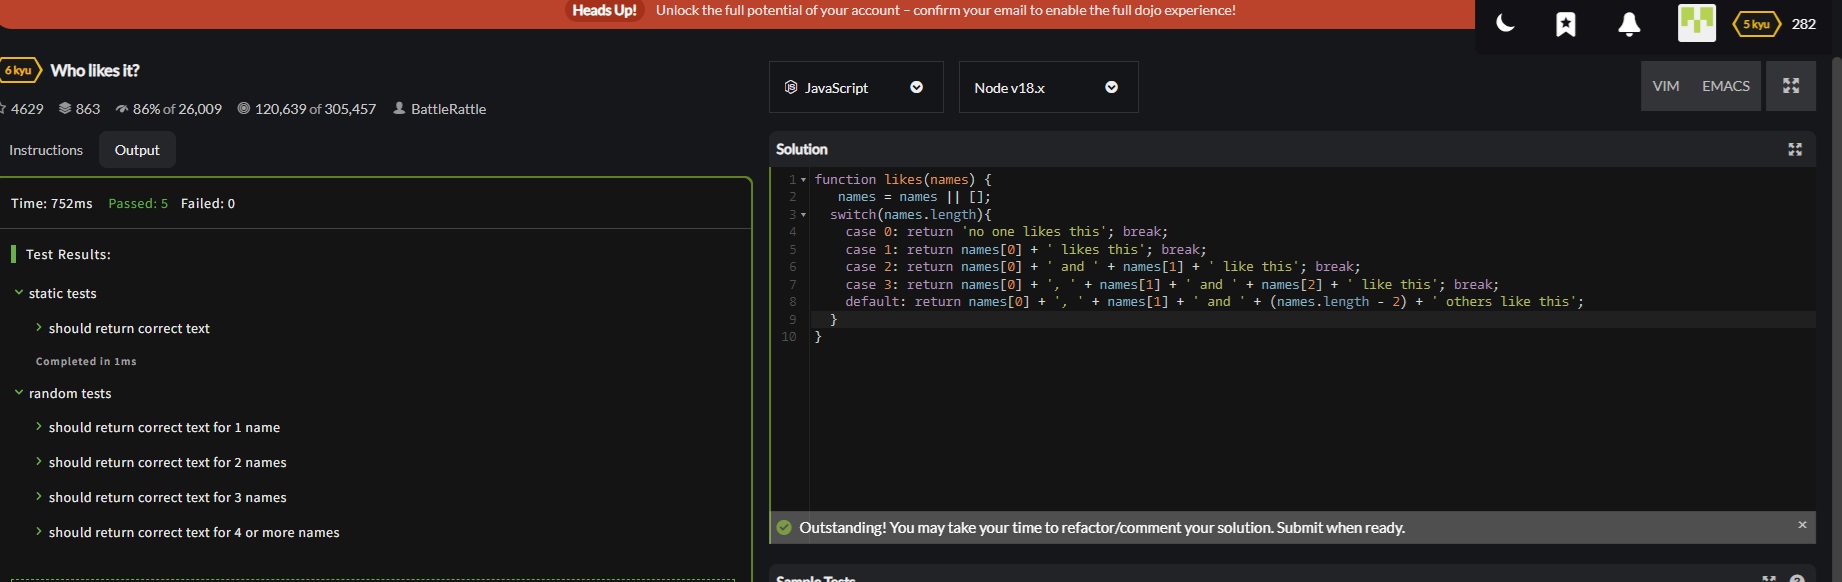 Heads Up! Unlock the full potential of your account – confirm your email to enable the full dojo experience!
5 kyu 282
6 kyu Who likes it?
4629 863 86% of 26,009 120,639 of 305,457 BattleRattle
Instructions Output
Time: 752ms Passed: 5 Failed: 0
Test Results:
static tests
should return correct text
Completed in 1ms
random tests
should return correct text for 1 name
should return correct text for 2 names
should return correct text for 3 names
should return correct text for 4 or more names
JavaScript Node v18.x VIM EMACS
Solution
1 function likes(names) {
2 names = names || [];
3 switch(names.length){
4 case 0: return 'no one likes this'; break;
5 case 1: return names[0] + ' likes this'; break;
6 case 2: return names[0] + ' and ' + names[1] + ' like this'; break;
7 case 3: return names[0] + ', ' + names[1] + ' and ' + names[2] + ' like this'; break;
8 default: return names[0] + ', ' + names[1] + ' and ' + (names.length - 2) + ' others like this';
9 }
10 }
Outstanding! You may take your time to refactor/comment your solution. Submit when ready.
Sample Tests